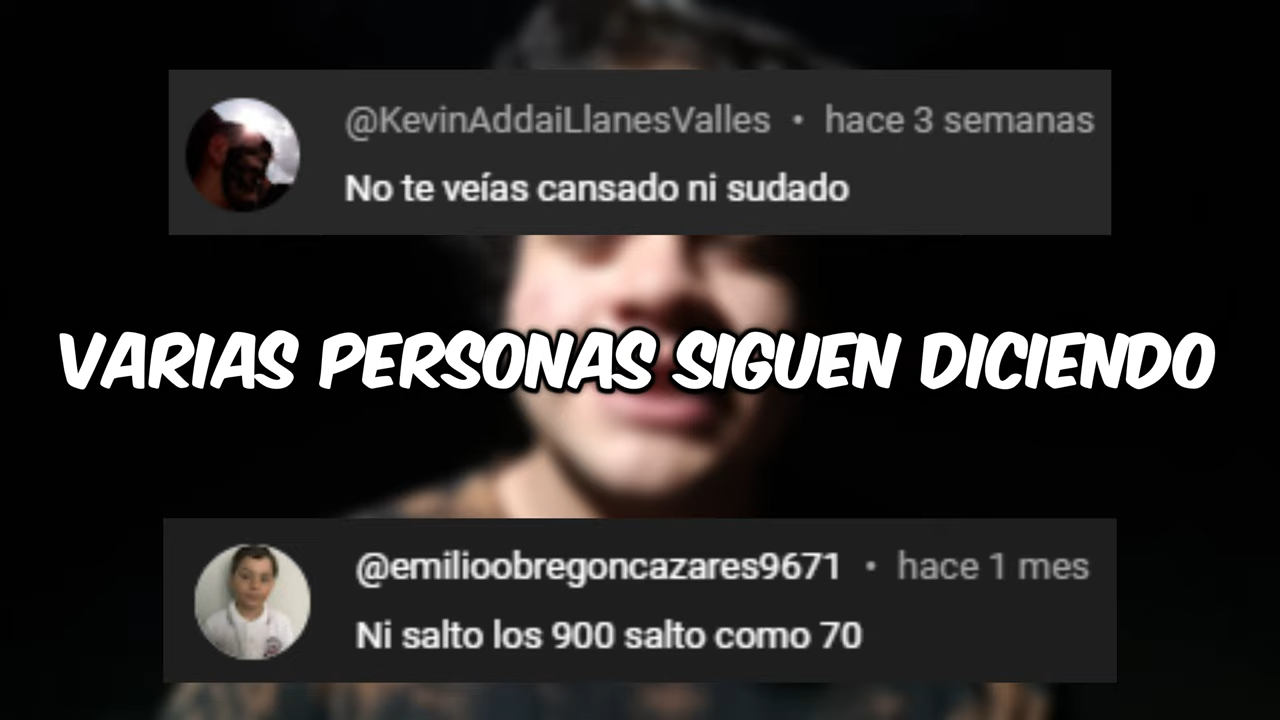 @KevinAddaiLlanesValles • hace 3 semanas
No te veías cansado ni sudado
VARIAS PERSONAS SIGUEN DICIENDO
@emilioobregoncazares9671 • hace 1 mes
Ni salto los 900 salto como 70